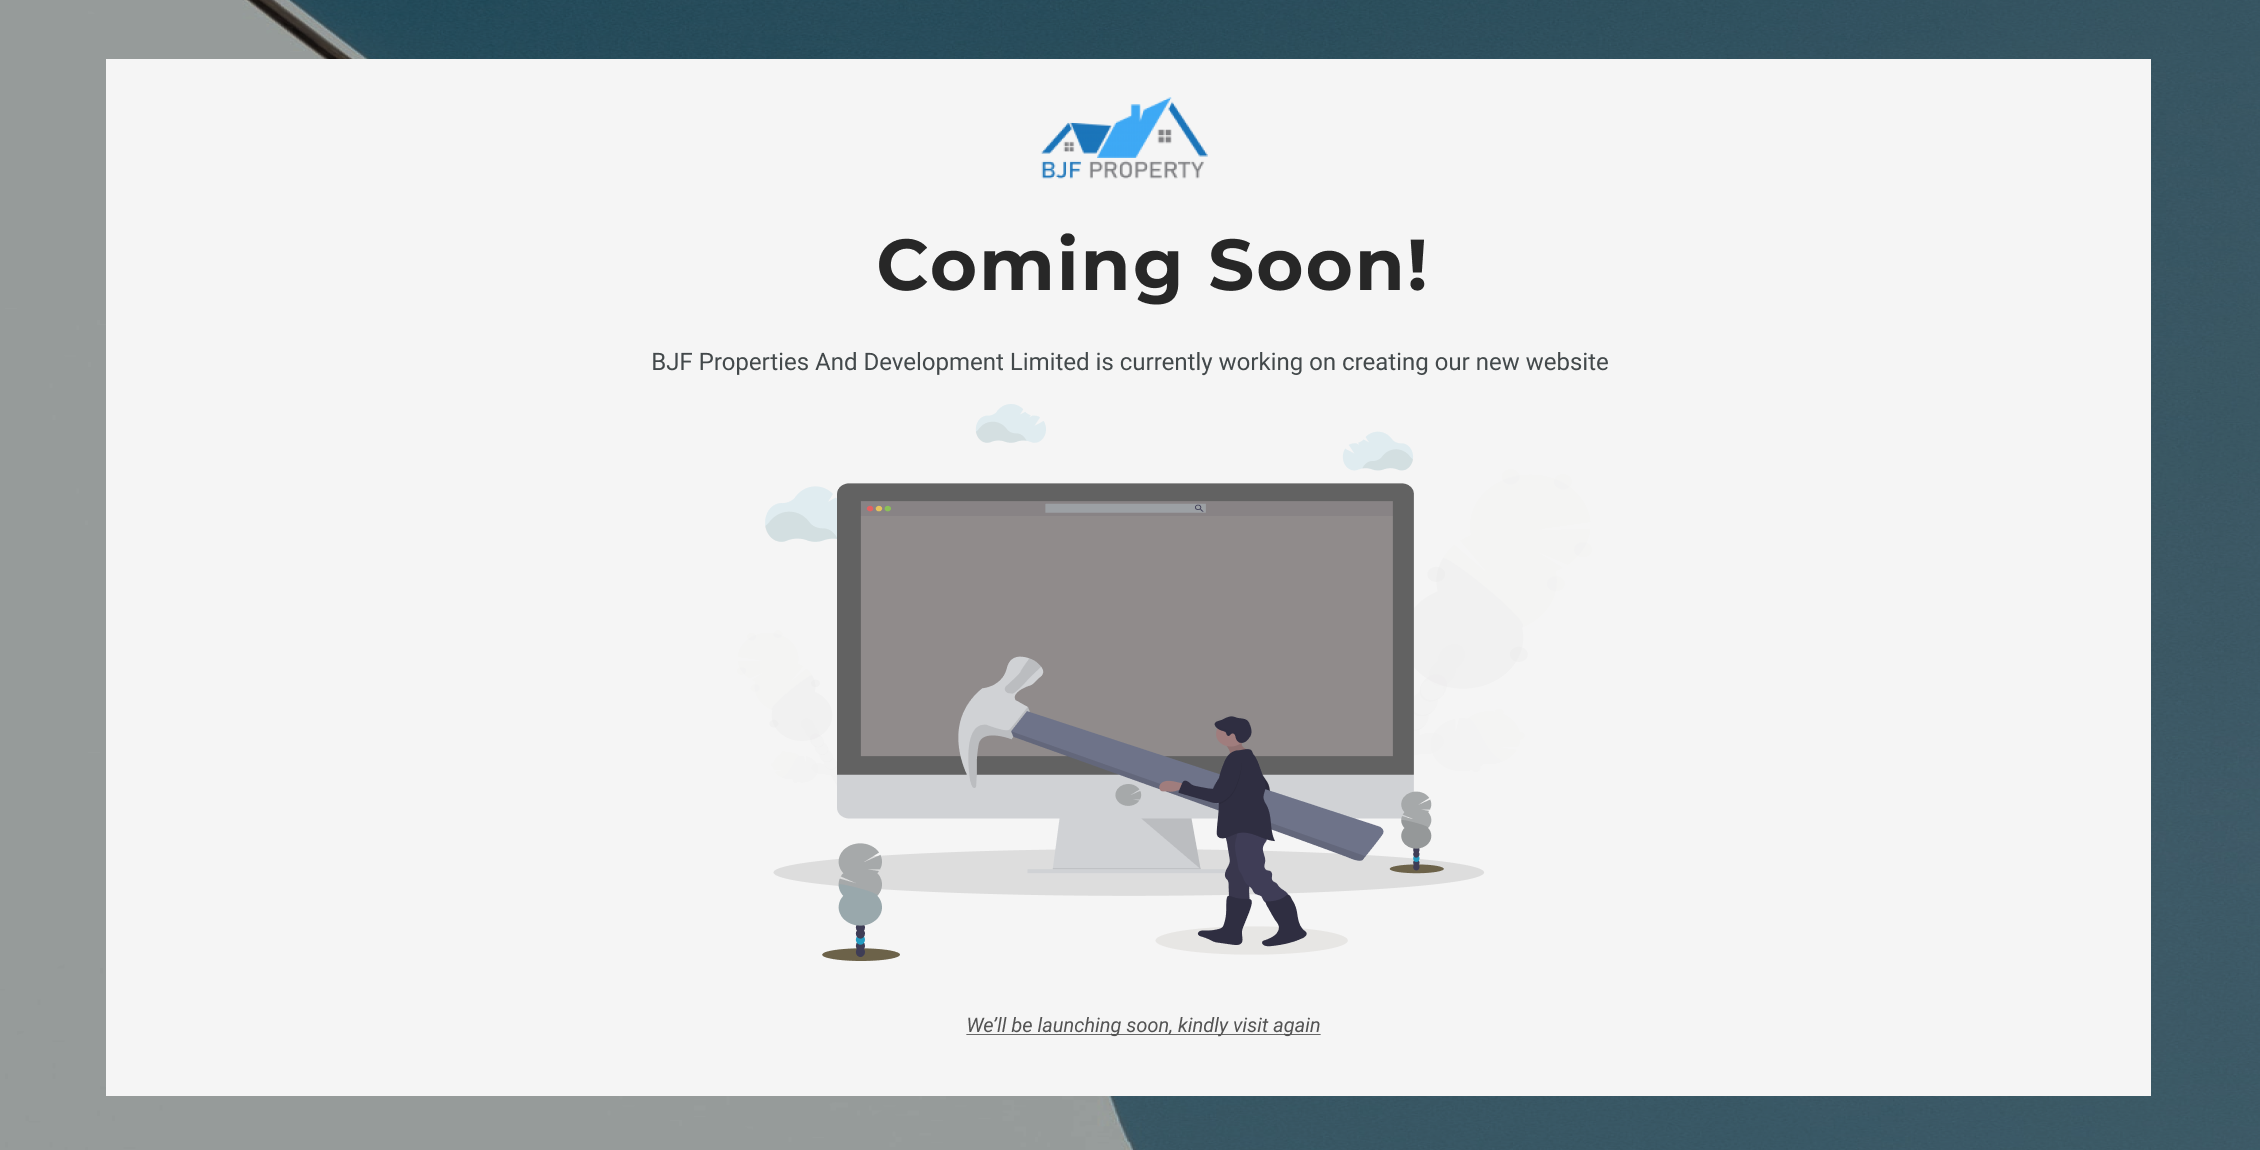 BJF PROPERTY
Coming Soon!
BJF Properties And Development Limited is currently working on creating our new website
We'll be launching soon, kindly visit again